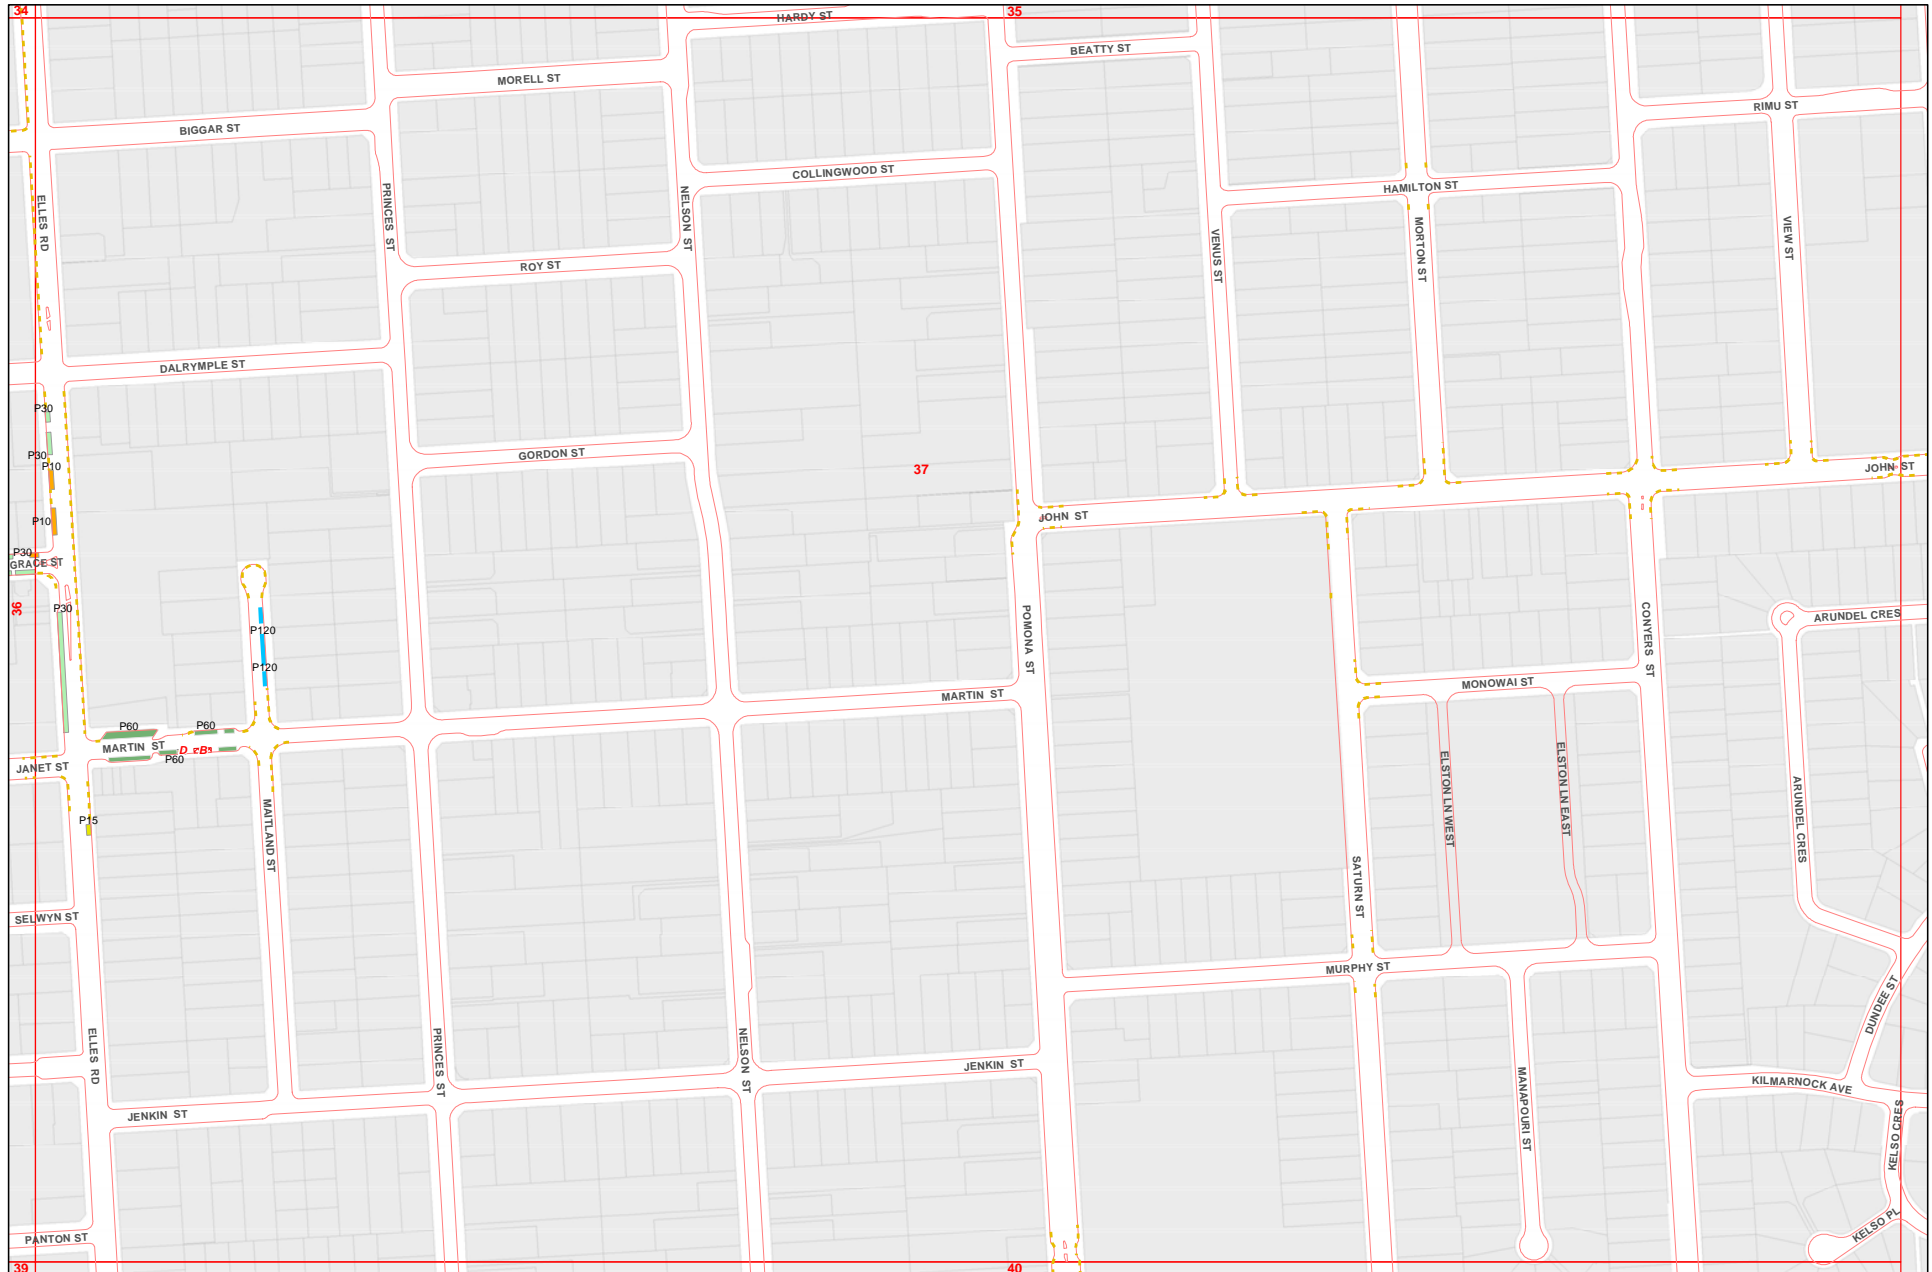 34
35
HARDY ST
BEATTY ST
MORELL ST
RIMU ST
BIGGAR ST
COLLINGWOOD ST
HAMILTON ST
ELLES RD
PRINCES ST
NELSON ST
VENUS ST
MORTON ST
VIEW ST
ROY ST
DALRYMPLE ST
P30
P30
P10
GORDON ST
37
JOHN ST
P10
JOHN ST
P30
GRACE ST
36
P30
P120
P120
POMONA ST
CONYERS ST
ARUNDEL CRES
MONOWAI ST
MARTIN ST
P60
P60
MARTIN ST
P60
JANET ST
P15
MAITLAND ST
ELSTON LN WEST
ELSTON LN EAST
ARUNDEL CRES
SATURN ST
SELWYN ST
MURPHY ST
DUNDEE ST
ELLES RD
PRINCES ST
NELSON ST
JENKIN ST
MANAPOURI ST
KILMARNOCK AVE
JENKIN ST
KELSO CRES
KELSO PL
PANTON ST
39
40